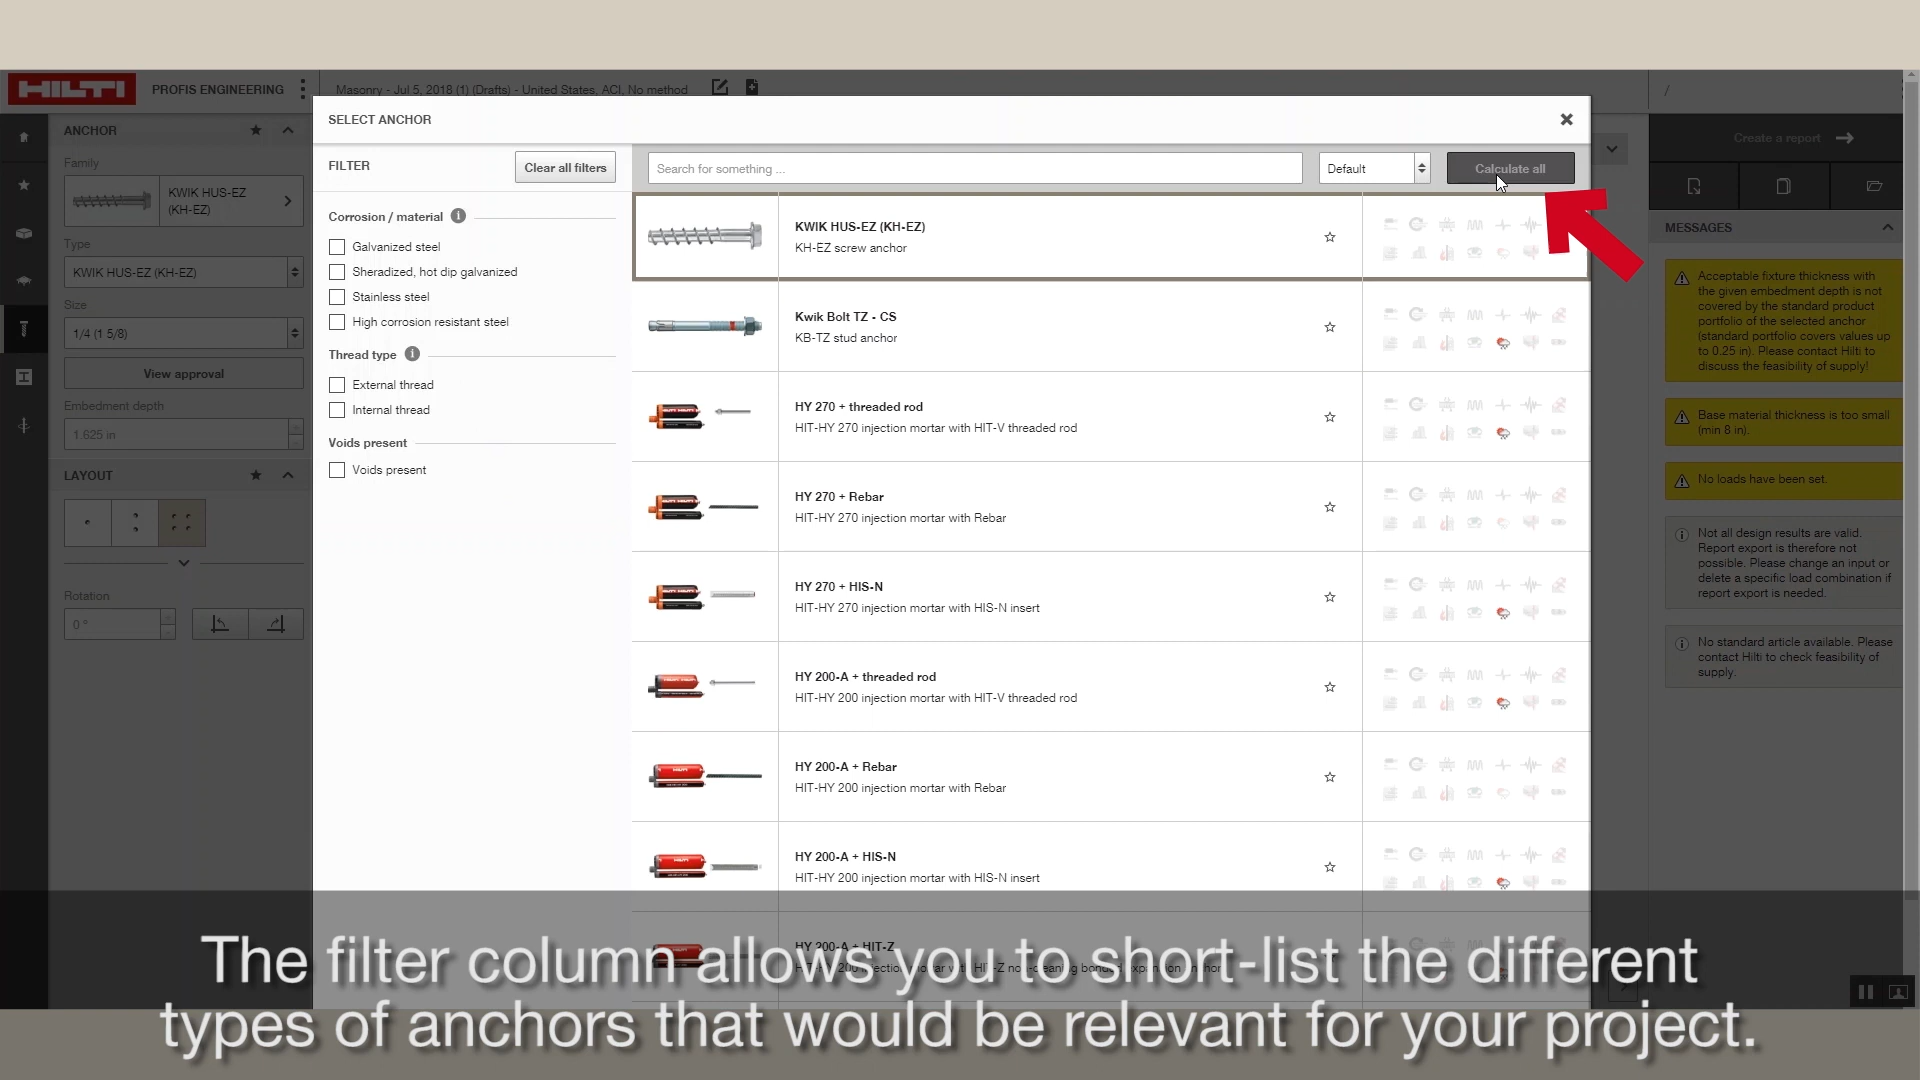 HILTI
PROFIS ENGINEERING
Masonry - Jul 5, 2018 (1) (Drafts) - United States, ACI, No method
/
ANCHOR
Family
KWIK HUS-EZ
(KH-EZ)
Type
KWIK HUS-EZ (KH-EZ)
Size
1/4 (1 5/8)
View approval
Embedment depth
1.625 in
LAYOUT
Rotation
0 °
SELECT ANCHOR
FILTER
Clear all filters
Corrosion / material
Galvanized steel
Sheradized, hot dip galvanized
Stainless steel
High corrosion resistant steel
Thread type
External thread
Internal thread
Voids present
Voids present
Search for something ...
Default
Calculate all
KWIK HUS-EZ (KH-EZ)
KH-EZ screw anchor
Kwik Bolt TZ - CS
KB-TZ stud anchor
HY 270 + threaded rod
HIT-HY 270 injection mortar with HIT-V threaded rod
HY 270 + Rebar
HIT-HY 270 injection mortar with Rebar
HY 270 + HIS-N
HIT-HY 270 injection mortar with HIS-N insert
HY 200-A + threaded rod
HIT-HY 200 injection mortar with HIT-V threaded rod
HY 200-A + Rebar
HIT-HY 200 injection mortar with Rebar
HY 200-A + HIS-N
HIT-HY 200 injection mortar with HIS-N insert
HY 200-A + HIT-Z
Create a report
MESSAGES
Acceptable fixture thickness with
the given embedment depth is not
covered by the standard product
portfolio of the selected anchor
(standard portfolio covers values up
to 0.25 in). Please contact Hilti to
discuss the feasibility of supply!
Base material thickness is too small
(min 8 in).
No loads have been set.
Not all design results are valid.
Report export is therefore not
possible. Please change an input or
delete a specific load combination if
report export is needed.
No standard article available. Please
contact Hilti to check feasibility of
supply.
The filter column allows you to short-list the different
types of anchors that would be relevant for your project.